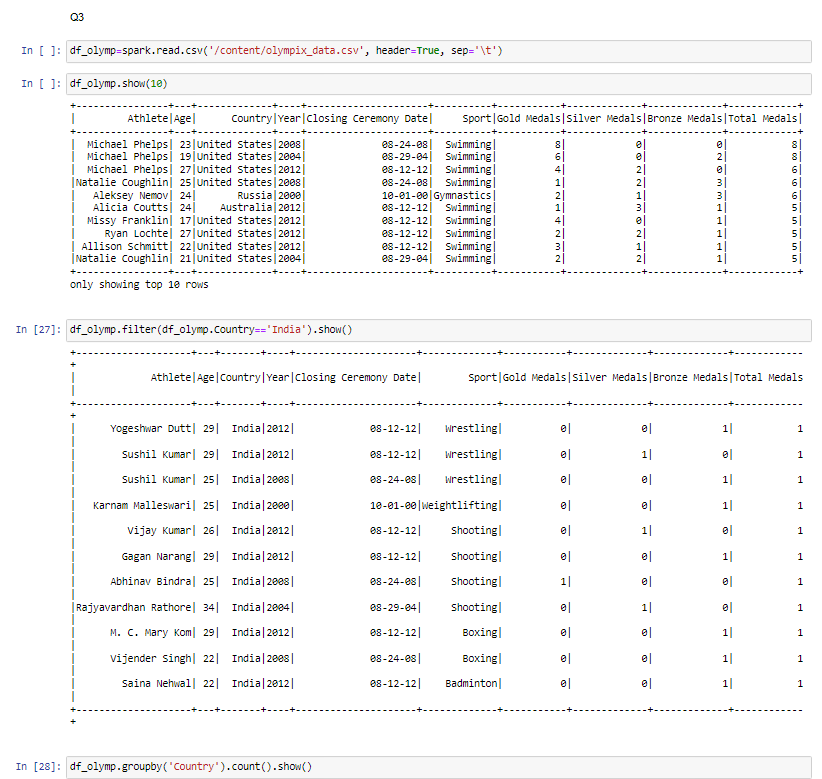 Q3
In [ ]: df_olymp=spark.read.csv('/content/olympix_data.csv', header=True, sep='\t')
In [ ]: df_olymp.show(10)
+----------------+---+-------------+----+--------------------+----------+-----------+-------------+-------------+------------+
|         Athlete|Age|      Country|Year|Closing Ceremony Date|     Sport|Gold Medals|Silver Medals|Bronze Medals|Total Medals|
+----------------+---+-------------+----+--------------------+----------+-----------+-------------+-------------+------------+
|  Michael Phelps| 23|United States|2008|             08-24-08|  Swimming|          8|            0|            0|           8|
|  Michael Phelps| 19|United States|2004|             08-29-04|  Swimming|          6|            0|            2|           8|
|  Michael Phelps| 27|United States|2012|             08-12-12|  Swimming|          4|            2|            0|           6|
|Natalie Coughlin| 25|United States|2008|             08-24-08|  Swimming|          1|            2|            3|           6|
|   Aleksey Nemov| 24|       Russia|2000|             10-01-00|Gymnastics|          2|            1|            3|           6|
|   Alicia Coutts| 24|    Australia|2012|             08-12-12|  Swimming|          1|            3|            1|           5|
|  Missy Franklin| 17|United States|2012|             08-12-12|  Swimming|          4|            0|            1|           5|
|     Ryan Lochte| 27|United States|2012|             08-12-12|  Swimming|          2|            2|            1|           5|
| Allison Schmitt| 22|United States|2012|             08-12-12|  Swimming|          3|            1|            1|           5|
|Natalie Coughlin| 21|United States|2004|             08-29-04|  Swimming|          2|            2|            1|           5|
+----------------+---+-------------+----+--------------------+----------+-----------+-------------+-------------+------------+
only showing top 10 rows
In [27]: df_olymp.filter(df_olymp.Country=='India').show()
+--------------------+---+-------+----+--------------------+-------------+-----------+-------------+-------------+------------
+
|             Athlete|Age|Country|Year|Closing Ceremony Date|        Sport|Gold Medals|Silver Medals|Bronze Medals|Total Medals
|
+--------------------+---+-------+----+--------------------+-------------+-----------+-------------+-------------+------------
+
|      Yogeshwar Dutt| 29|  India|2012|             08-12-12|    Wrestling|          0|            0|            1|           1
|
|        Sushil Kumar| 29|  India|2012|             08-12-12|    Wrestling|          0|            1|            0|           1
|
|        Sushil Kumar| 25|  India|2008|             08-24-08|    Wrestling|          0|            0|            1|           1
|
|   Karnam Malleswari| 25|  India|2000|             10-01-00|Weightlifting|          0|            0|            1|           1
|
|         Vijay Kumar| 26|  India|2012|             08-12-12|     Shooting|          0|            1|            0|           1
|
|        Gagan Narang| 29|  India|2012|             08-12-12|     Shooting|          0|            0|            1|           1
|
|      Abhinav Bindra| 25|  India|2008|             08-24-08|     Shooting|          1|            0|            0|           1
|
|Rajyavardhan Rathore| 34|  India|2004|             08-29-04|     Shooting|          0|            1|            0|           1
|
|      M. C. Mary Kom| 29|  India|2012|             08-12-12|       Boxing|          0|            0|            1|           1
|
|      Vijender Singh| 22|  India|2008|             08-24-08|       Boxing|          0|            0|            1|           1
|
|        Saina Nehwal| 22|  India|2012|             08-12-12|    Badminton|          0|            0|            1|           1
|
+--------------------+---+-------+----+--------------------+-------------+-----------+-------------+-------------+------------
+
In [28]: df_olymp.groupby('Country').count().show()